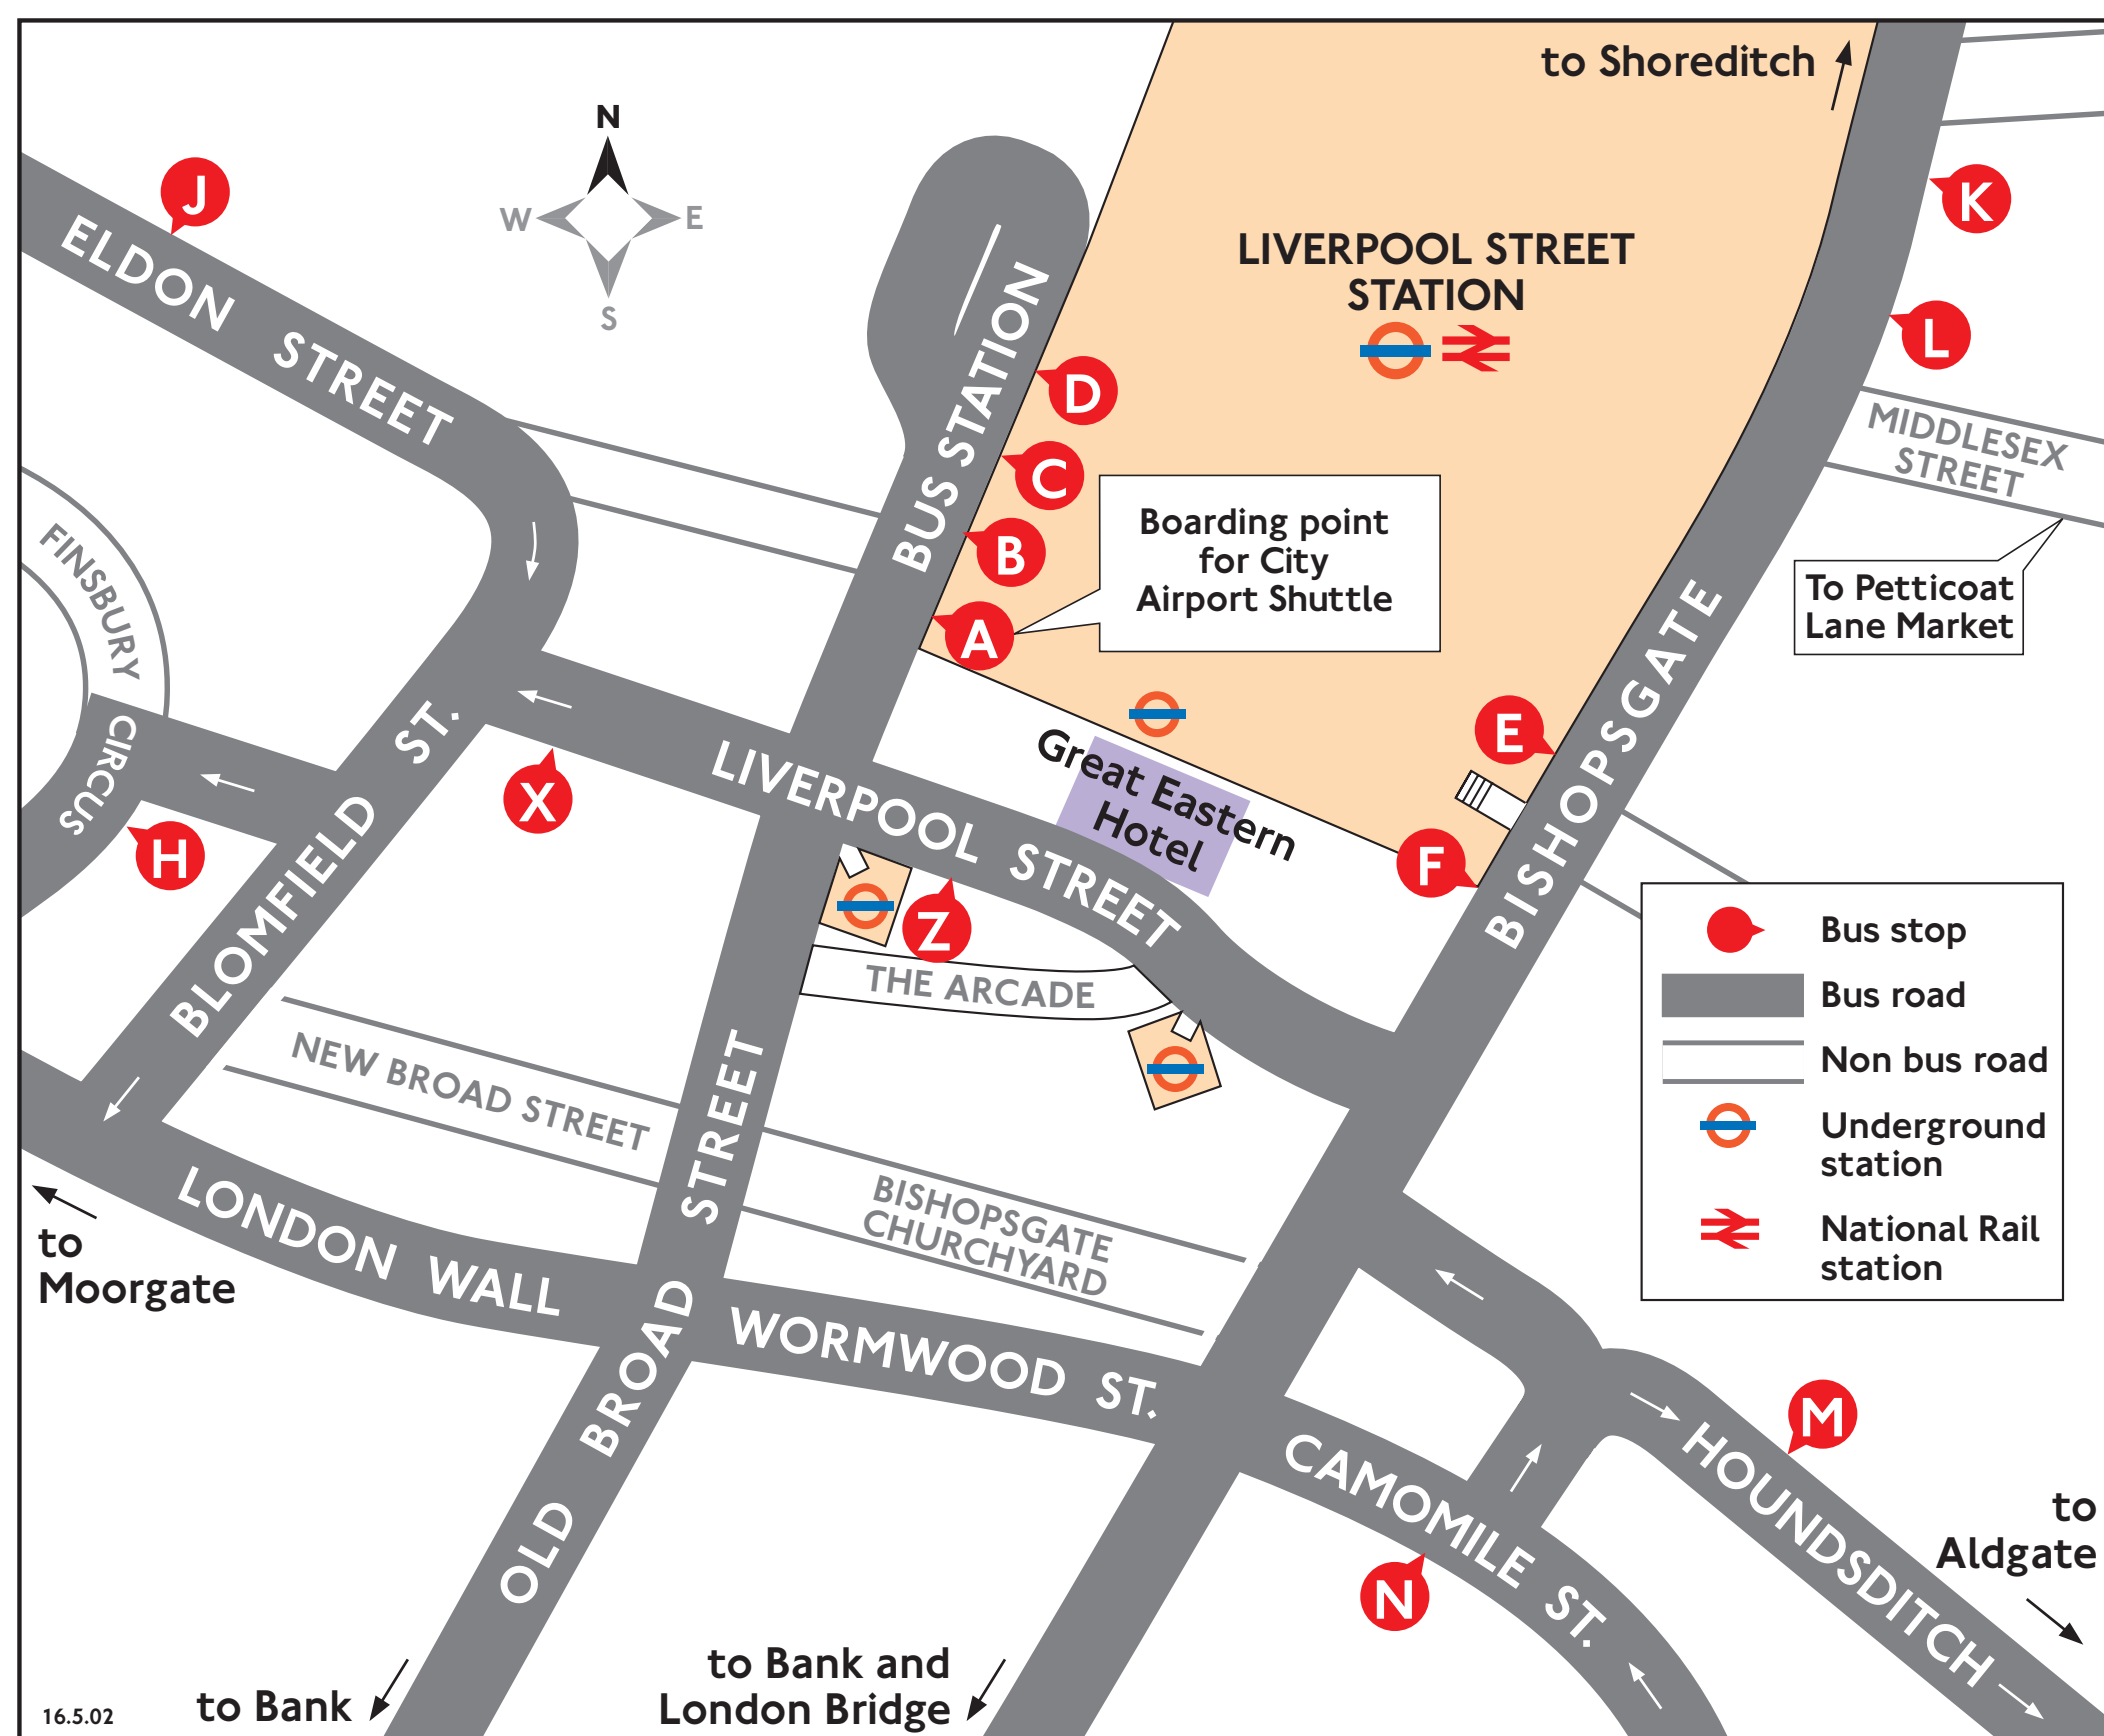 to Shoreditch
N
W
E
S
J
ELDON STREET
K
LIVERPOOL STREET
STATION
L
BUS STATION
D
C
B
A
MIDDLESEX
STREET
Boarding point
for City
Airport Shuttle
To Petticoat
Lane Market
FINSBURY
CIRCUS
H
X
BLOMFIELD ST.
LIVERPOOL STREET
Great Eastern
Hotel
E
F
BISHOPSGATE
Z
THE ARCADE
NEW BROAD STREET
BISHOPSGATE
CHURCHYARD
Bus stop
Bus road
Non bus road
Underground
station
National Rail
station
to
Moorgate
LONDON WALL
OLD BROAD STREET
WORMWOOD ST.
CAMOMILE ST.
HOUNDSDITCH
M
N
to
Aldgate
to Bank and
London Bridge
to Bank
16.5.02